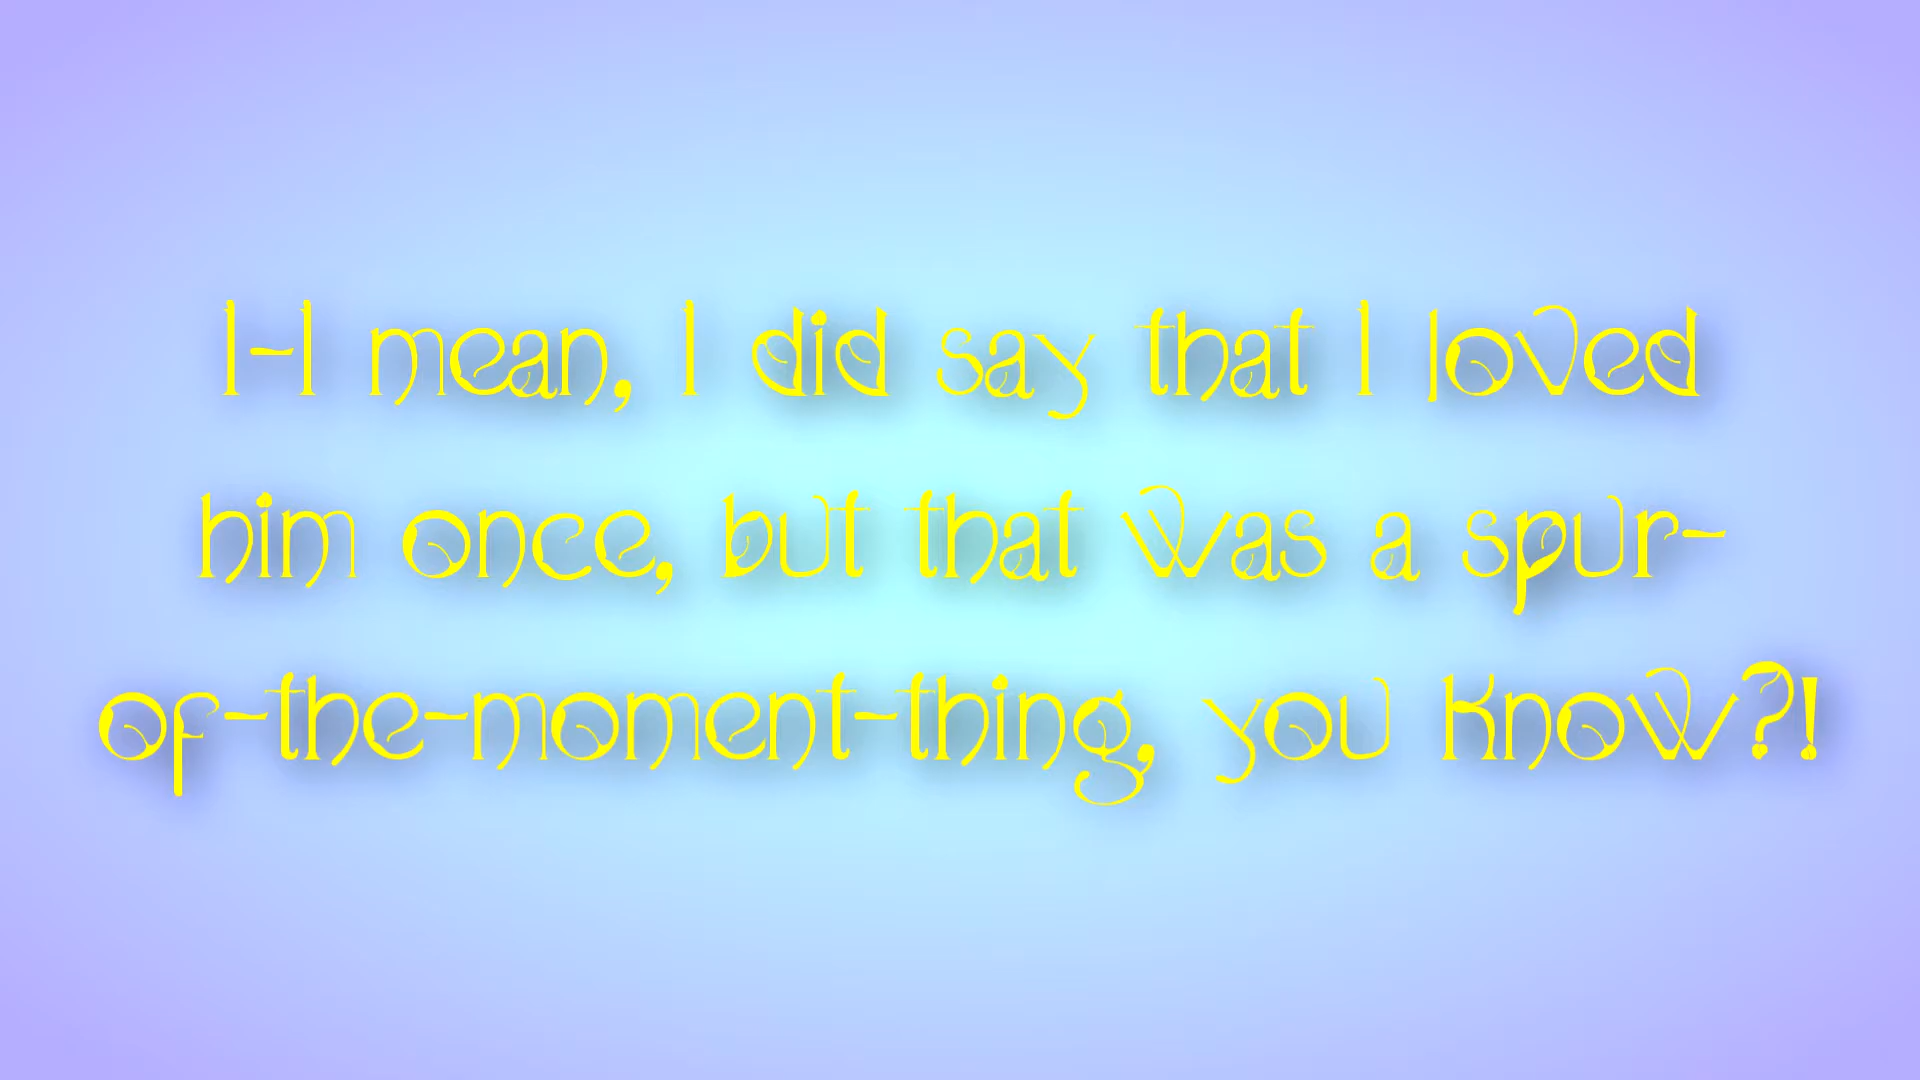 I-I mean, I did say that I loved
him once, but that was a spur-
of-the-moment-thing, you know?!